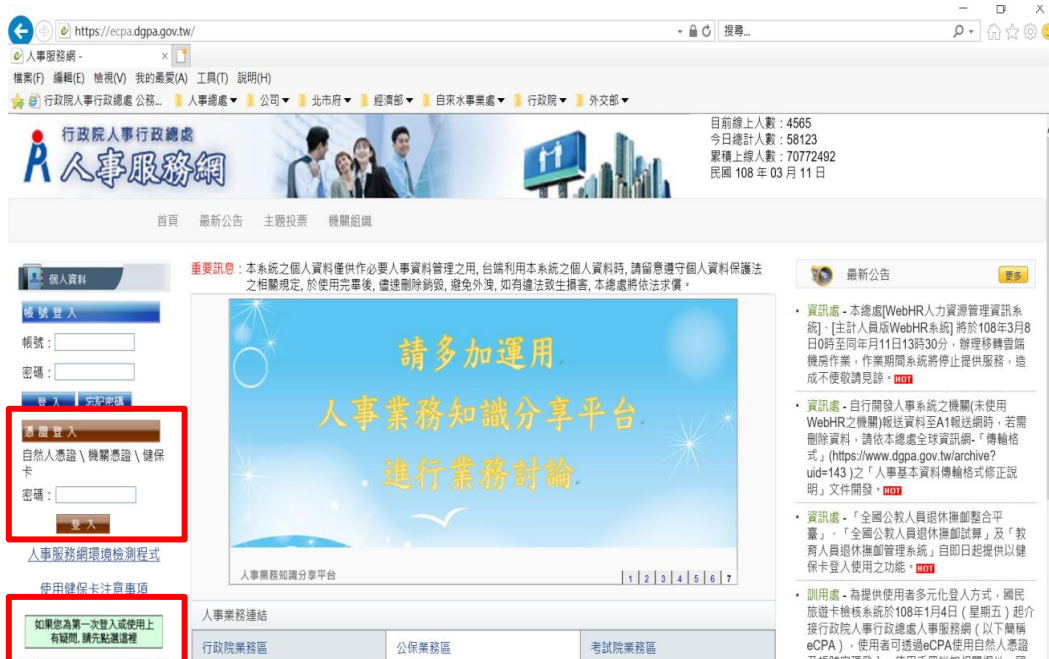 https://ecpa.dgpa.gov.tw/
搜尋...
人事服務網 -
檔案(F) 編輯(E) 檢視(V) 我的最愛(A) 工具(T) 說明(H)
行政院人事行政總處 公務... 人事總處 公司 北市府 經濟部 自來水事業處 行政院 外交部
行政院人事行政總處
人事服務網
目前線上人數：4565
今日總計人數：58123
累積上線人數：70772492
民國 108 年 03 月 11 日
首頁 最新公告 主題投票 機關組織
個人資料
帳號登入
帳號：
密碼：
登入 忘記密碼
憑證登入
自然人憑證 \ 機關憑證 \ 健保
卡
密碼：
登入
人事服務網環境檢測程式
使用健保卡注意事項
如果您為第一次登入或使用上
有疑問, 請先點選這裡
重要訊息：本系統之個人資料僅供作必要人事資料管理之用, 台端利用本系統之個人資料時, 請留意遵守個人資料保護法
之相關規定, 於使用完畢後, 儘速刪除銷毀, 避免外洩, 如有違法致生損害, 本總處將依法求償。
請多加運用
人事業務知識分享平台
進行業務討論
人事業務知識分享平台
1 2 3 4 5 6 7
人事業務連結
行政院業務區 公保業務區 考試院業務區
最新公告 更多
資訊處 - 本總處[WebHR人力資源管理資訊系
統]、[主計人員版WebHR系統] 將於108年3月8
日0時至同年月11日13時30分，辦理移轉雲端
機房作業，作業期間系統將停止提供服務，造
成不便敬請見諒。HOT
資訊處 - 自行開發人事系統之機關(未使用
WebHR之機關)報送資料至A1報送網時，若需
刪除資料，請依本總處全球資訊網-「傳輸格
式」(https://www.dgpa.gov.tw/archive?
uid=143 )之「人事基本資料傳輸格式修正說
明」文件開發。HOT
資訊處 - 「全國公教人員退休撫卹整合平
臺」、「全國公教人員退休撫卹試算」及「教
育人員退休撫卹管理系統」自即日起提供以健
保卡登入使用之功能。HOT
訓用處 - 為提供使用者多元化登入方式，國民
旅遊卡檢核系統於108年1月4日（星期五）起介
接行政院人事行政總處人事服務網（以下簡稱
eCPA），使用者可透過eCPA使用自然人憑證